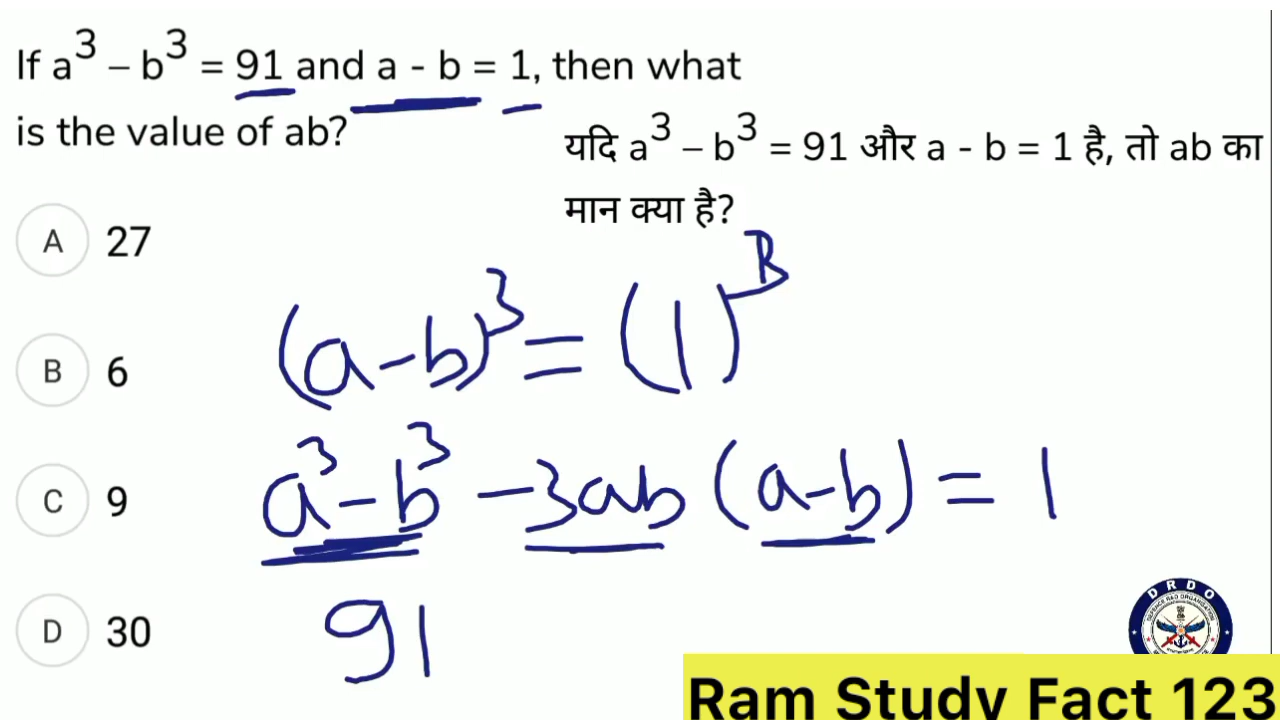 If a³ – b³ = 91 and a - b = 1, then what
is the value of ab?
यदि a³ – b³ = 91 और a - b = 1 है, तो ab का
मान क्या है?
A 27
B 6
C 9
D 30
(a-b)³ = (1)³
a³-b³ -3ab (a-b) = 1
91
DRDO
Ram Study Fact 123